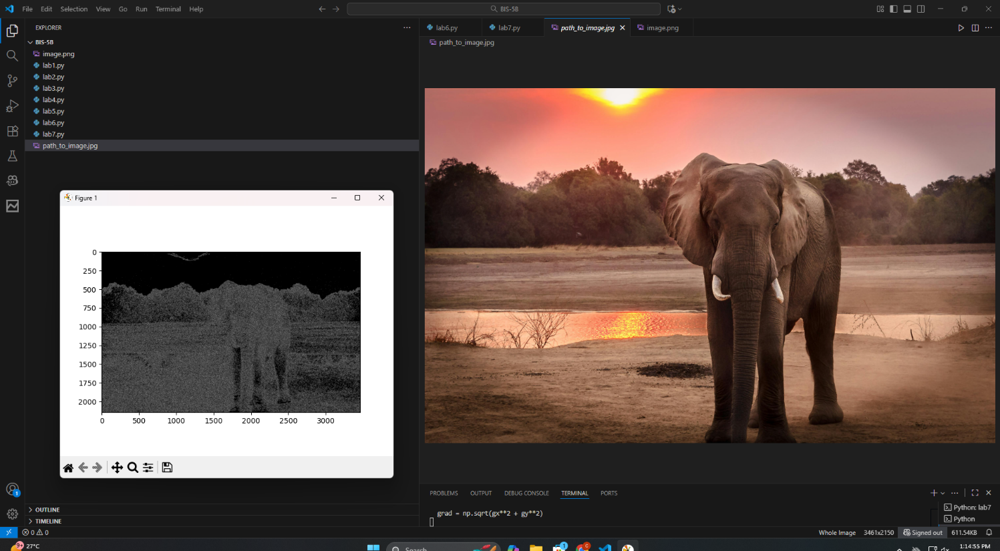 File Edit Selection View Go Run Terminal Help
BIS-5B
EXPLORER
BIS-5B
image.png
lab1.py
lab2.py
lab3.py
lab4.py
lab5.py
lab6.py
lab7.py
path_to_image.jpg
lab6.py lab7.py path_to_image.jpg image.png
path_to_image.jpg
Figure 1
0
250
500
750
1000
1250
1500
1750
2000
0 500 1000 1500 2000 2500 3000
PROBLEMS OUTPUT DEBUG CONSOLE TERMINAL PORTS
grad = np.sqrt(gx**2 + gy**2)
Python: lab7
Python
OUTLINE
TIMELINE
1
0 0
Whole Image 3461x2150 Signed out 611.54KB
9+ 27°C
Search
1
1:14:55 PM